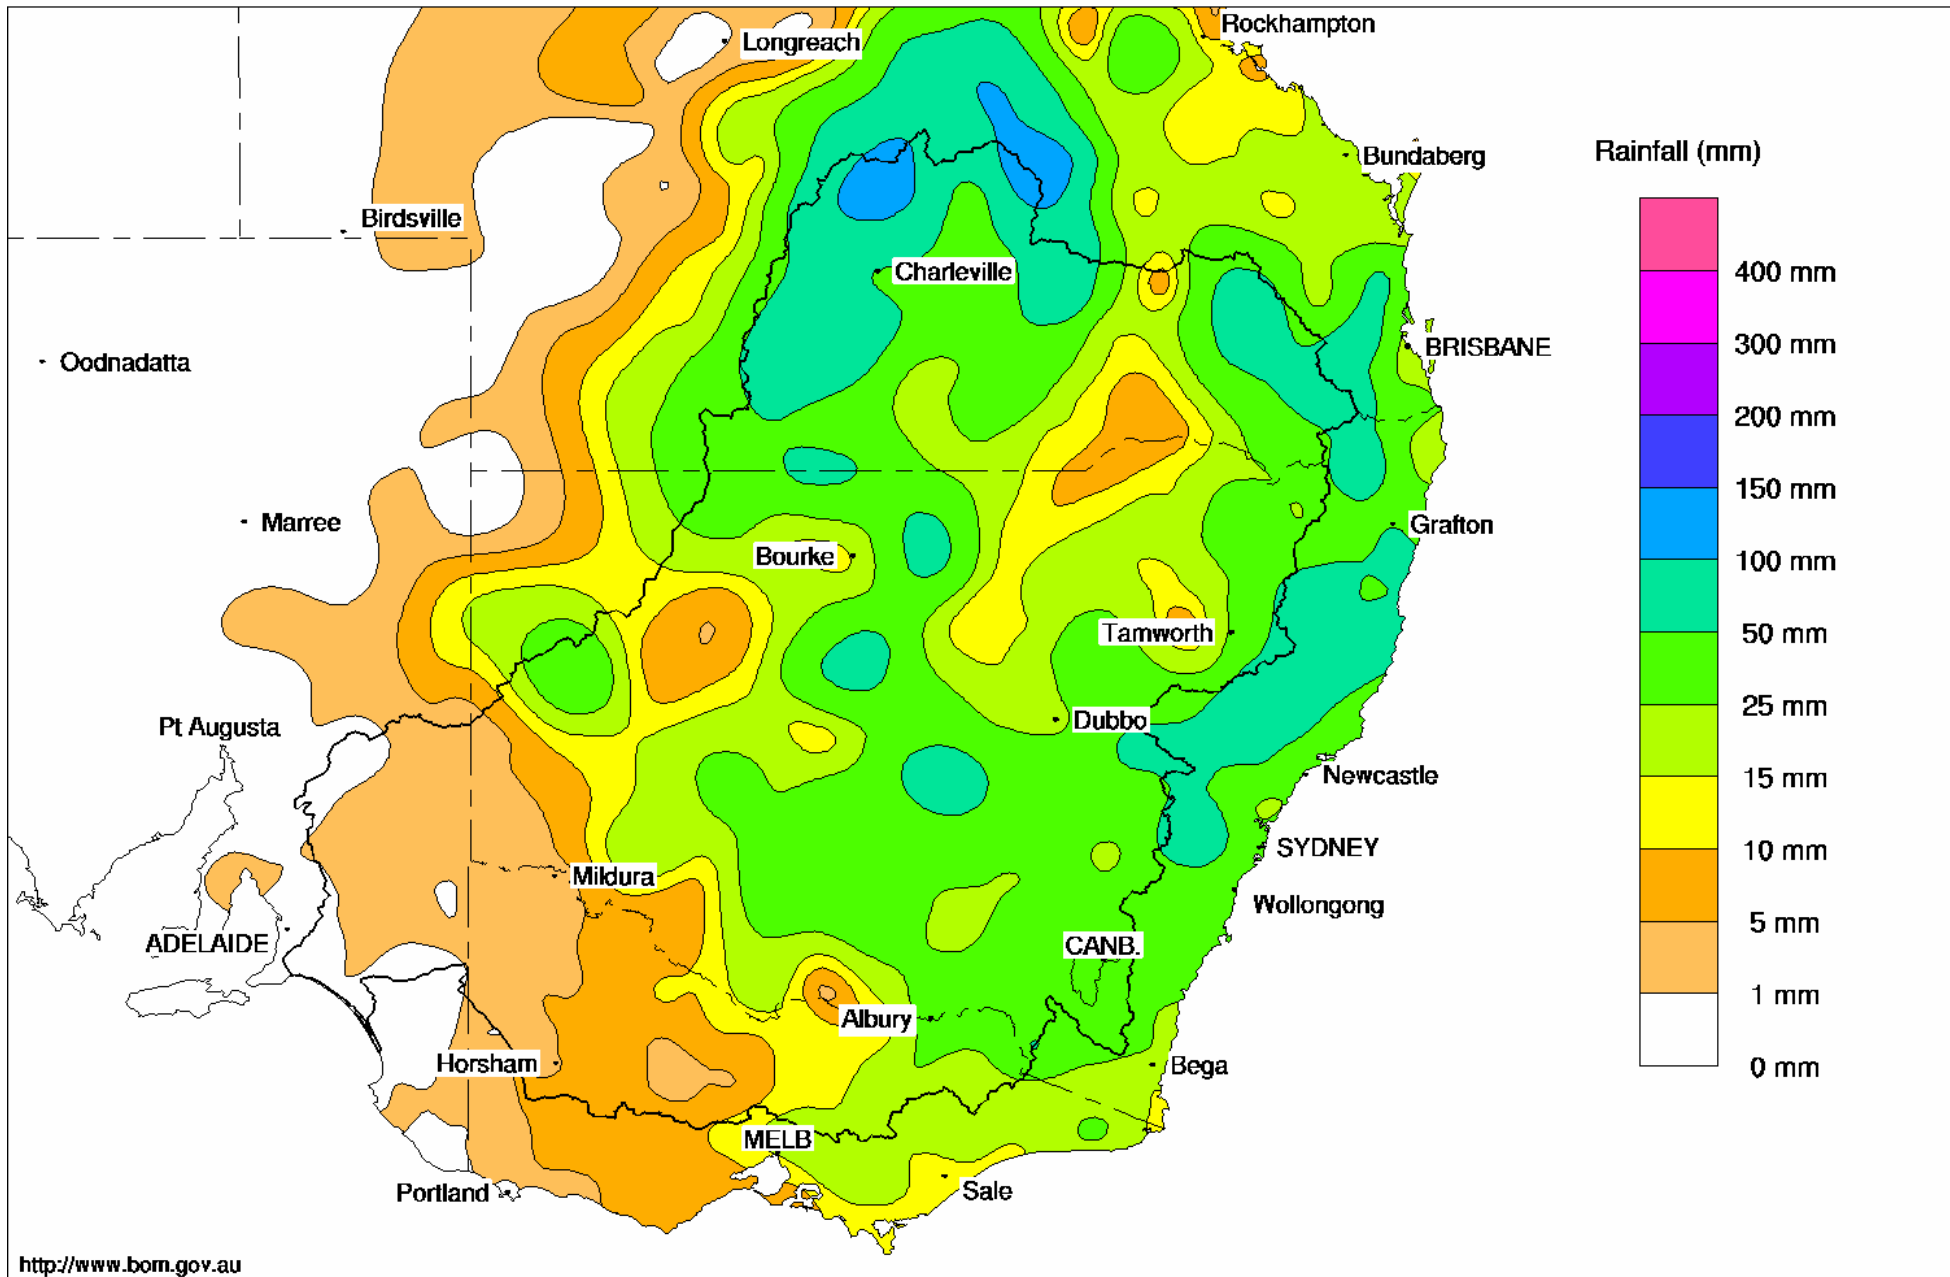 Rockhampton
Longreach
Bundaberg
Rainfall (mm)
Birdsville
Charleville
400 mm
300 mm
200 mm
150 mm
100 mm
50 mm
25 mm
15 mm
10 mm
5 mm
1 mm
0 mm
Oodnadatta
BRISBANE
Marree
Grafton
Bourke
Tamworth
Pt Augusta
Dubbo
Newcastle
SYDNEY
Mildura
Wollongong
ADELAIDE
CANB.
Albury
Horsham
Bega
MELB
Portland
Sale
http://www.bom.gov.au